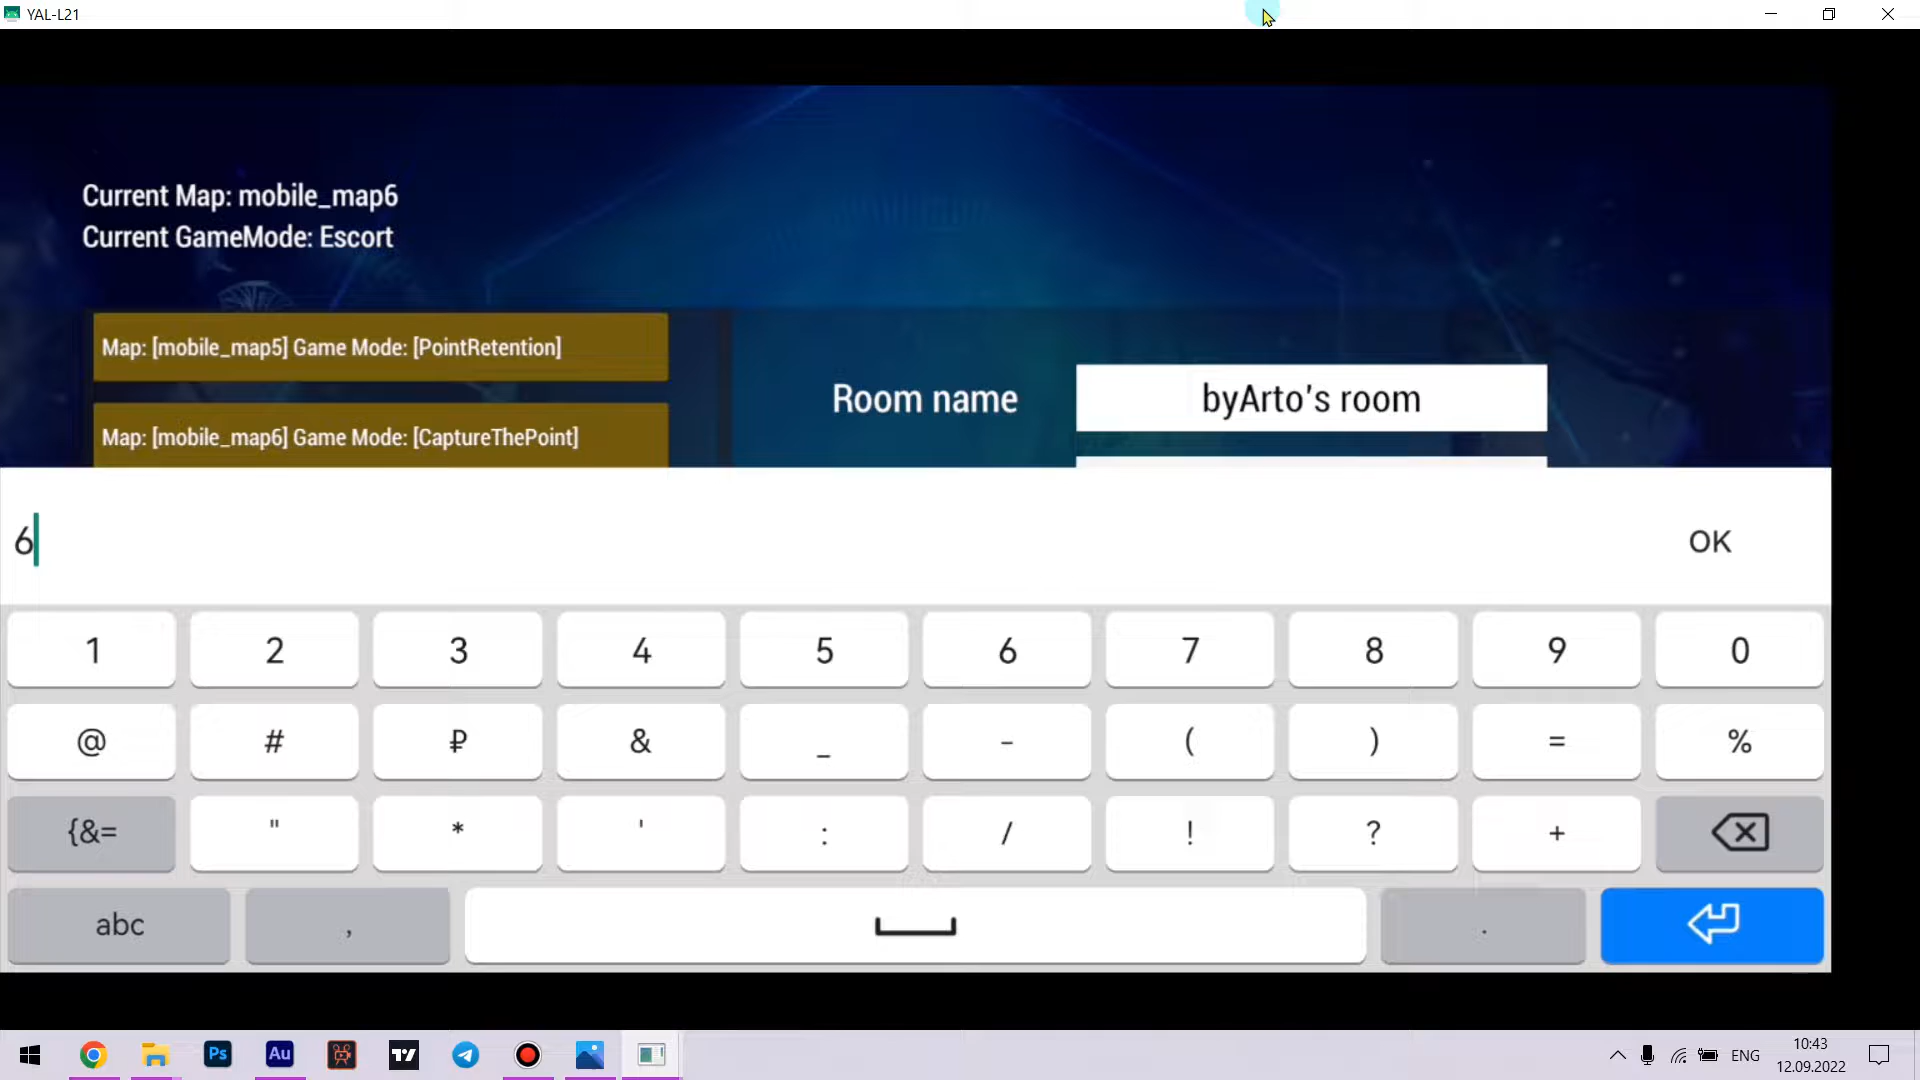 YAL-L21
Current Map: mobile_map6
Current GameMode: Escort
Map: [mobile_map5] Game Mode: [PointRetention]
Map: [mobile_map6] Game Mode: [CaptureThePoint]
Room name
byArto's room
6
OK
1 2 3 4 5 6 7 8 9 0
@ # ₽ & _ - ( ) = %
{&= " * ' : / ! ? +
abc , .
Ps
Au
ENG
10:43
12.09.2022